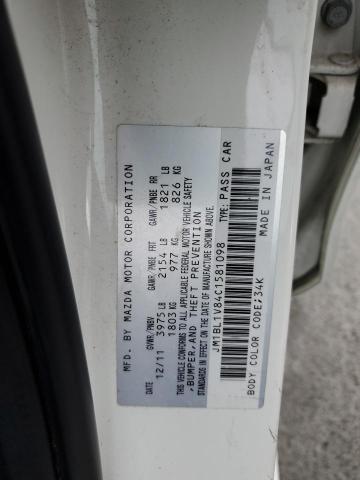 MFD. BY MAZDA MOTOR CORPORATION
DATE GVWR/PNBV GAWR/PNBE FRT GAWR/PNBE RR
12/11 3975 LB 2154 LB 1821 LB
1803 KG 977 KG 826 KG
THIS VEHICLE CONFORMS TO ALL APPLICABLE FEDERAL MOTOR VEHICLE SAFETY
, BUMPER, AND THEFT PREVENTION
STANDARDS IN EFFECT ON THE DATE OF MANUFACTURE SHOWN ABOVE.
JM1BL1V84C1581098 TYPE: PASS CAR
BODY COLOR CODE;34K MADE IN JAPAN